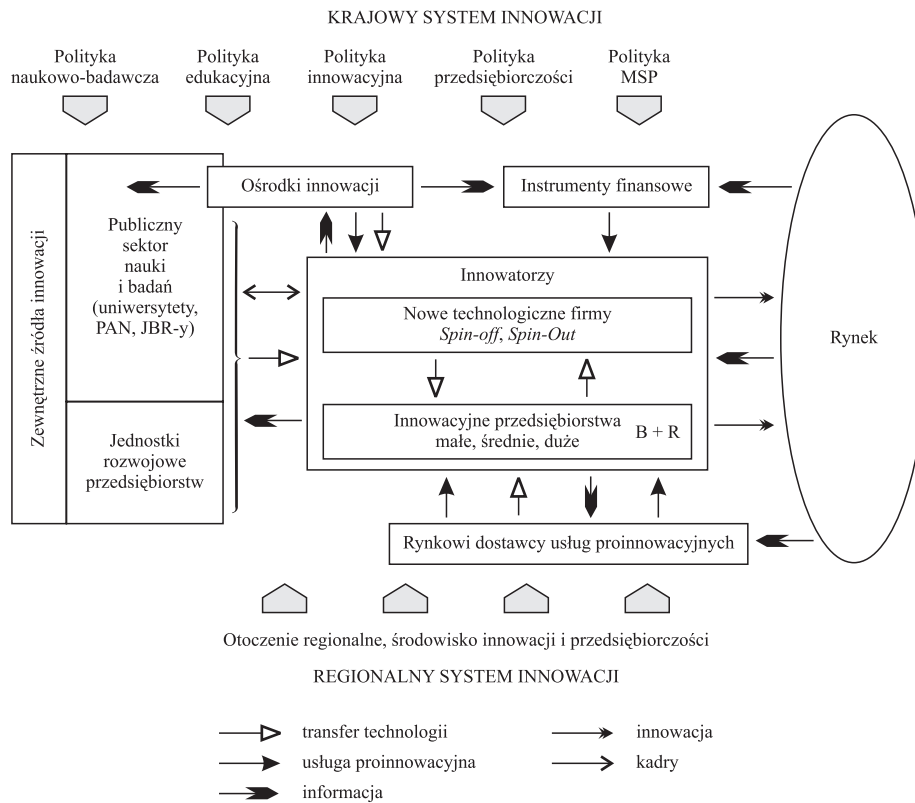 KRAJOWY SYSTEM INNOWACJI
Polityka
naukowo-badawcza
Polityka
edukacyjna
Polityka
innowacyjna
Polityka
przedsiębiorczości
Polityka
MSP
Zewnętrzne źródła innowacji
Publiczny
sektor
nauki
i badań
(uniwersytety,
PAN, JBR-y)
Jednostki
rozwojowe
przedsiębiorstw
Ośrodki innowacji
Instrumenty finansowe
Innowatorzy
Nowe technologiczne firmy
Spin-off, Spin-Out
Innowacyjne przedsiębiorstwa
małe, średnie, duże
B + R
Rynkowi dostawcy usług proinnowacyjnych
Rynek
Otoczenie regionalne, środowisko innowacji i przedsiębiorczości
REGIONALNY SYSTEM INNOWACJI
transfer technologii
usługa proinnowacyjna
informacja
innowacja
kadry